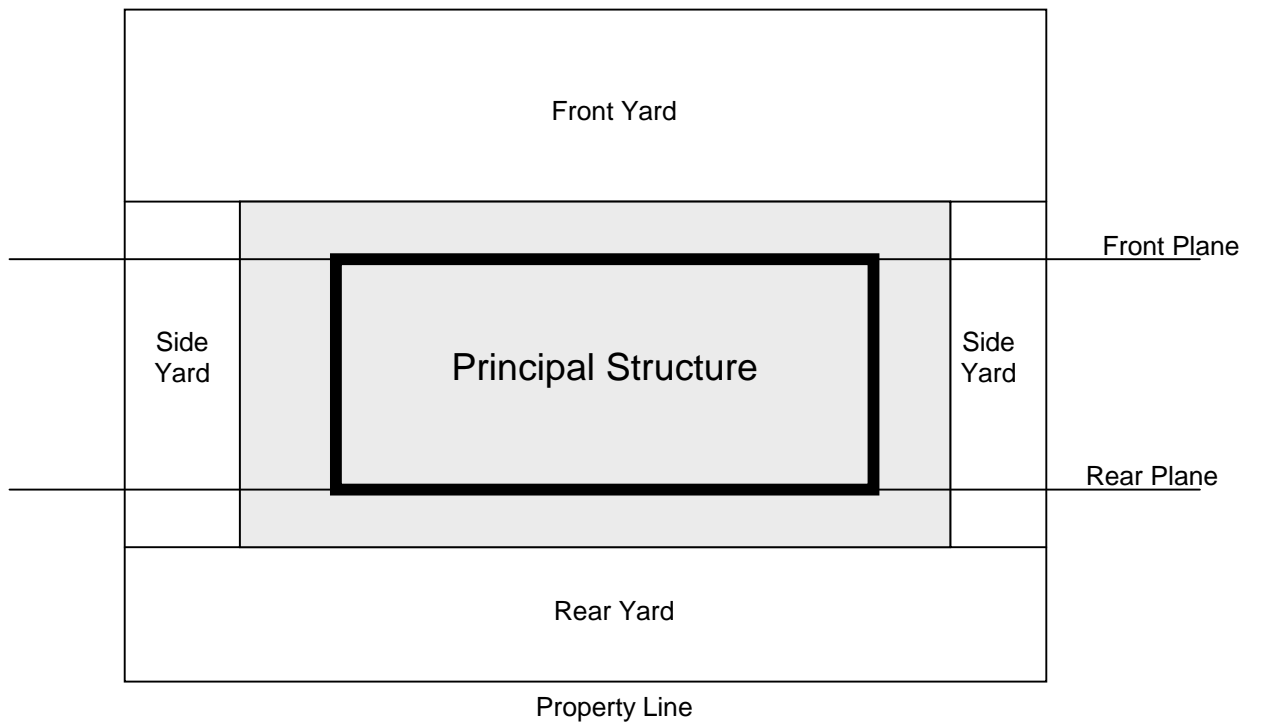 Front Yard
Front Plane
Side
Yard
Principal Structure
Side
Yard
Rear Plane
Rear Yard
Property Line